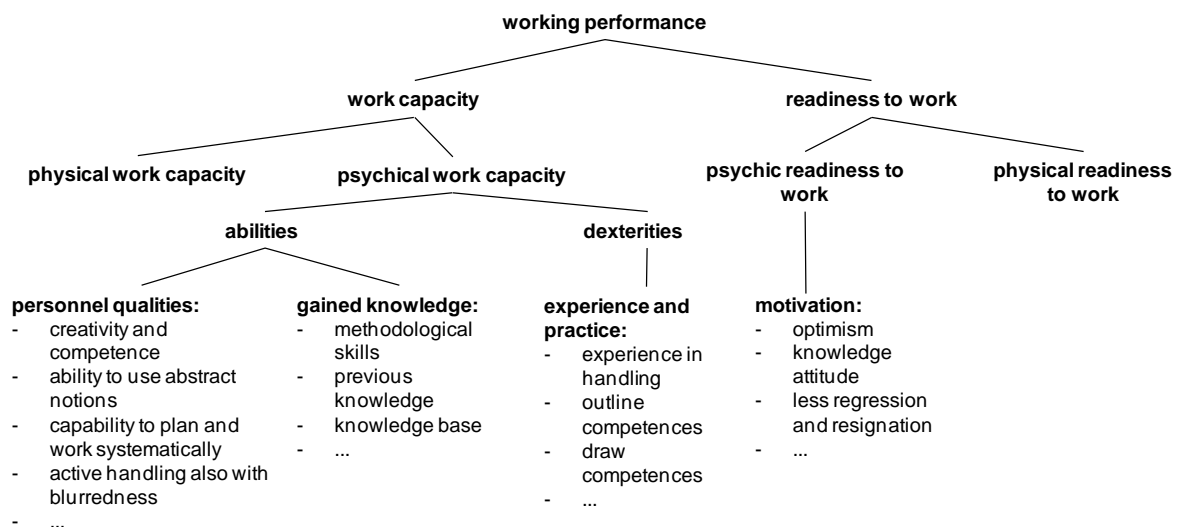 working performance
work capacity
readiness to work
physical work capacity
psychical work capacity
psychic readiness to
work
physical readiness
to work
abilities
dexterities
personnel qualities:
- creativity and
competence
- ability to use abstract
notions
- capability to plan and
work systematically
- active handling also with
blurredness
- ...
gained knowledge:
- methodological
skills
- previous
knowledge
- knowledge base
- ...
experience and
practice:
- experience in
handling
- outline
competences
- draw
competences
- ...
motivation:
- optimism
- knowledge
attitude
- less regression
and resignation
- ...